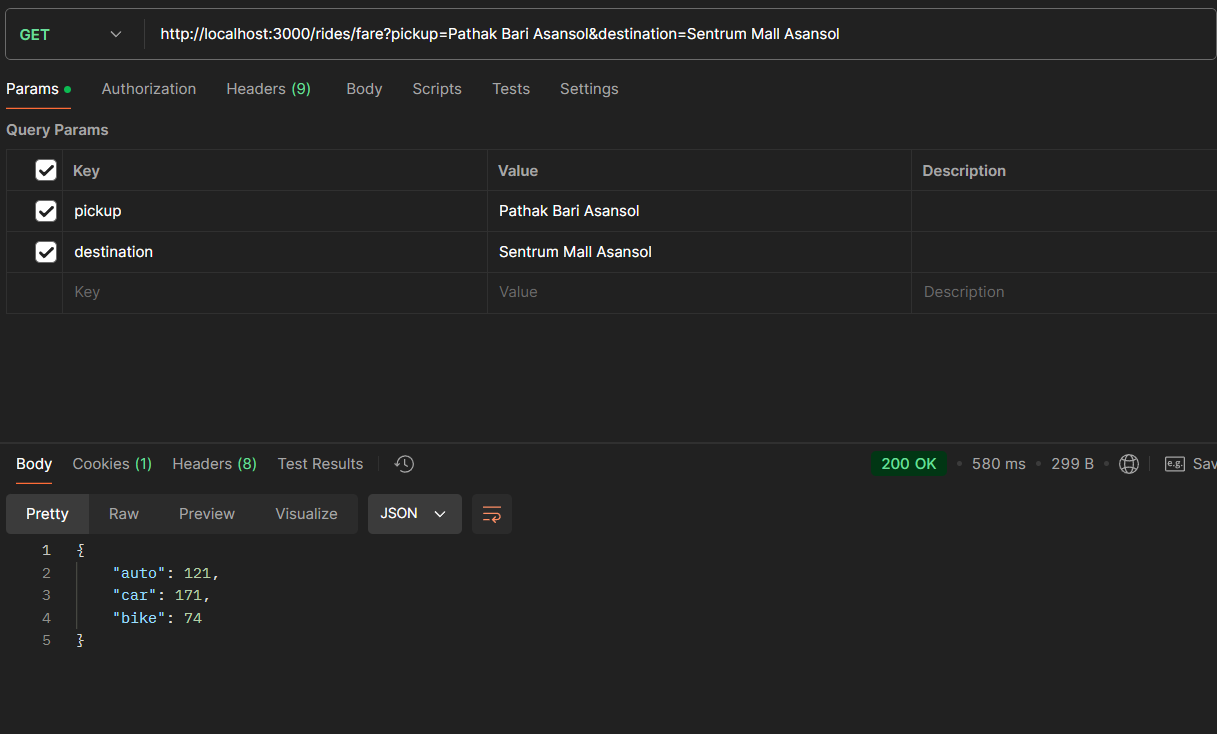 GET http://localhost:3000/rides/fare?pickup=Pathak Bari Asansol&destination=Sentrum Mall Asansol
Params Authorization Headers (9) Body Scripts Tests Settings
Query Params
Key Value Description
pickup Pathak Bari Asansol
destination Sentrum Mall Asansol
Key Value Description
Body Cookies (1) Headers (8) Test Results 200 OK • 580 ms • 299 B • e.g. Sav
Pretty Raw Preview Visualize JSON
1 {
2 "auto": 121,
3 "car": 171,
4 "bike": 74
5 }